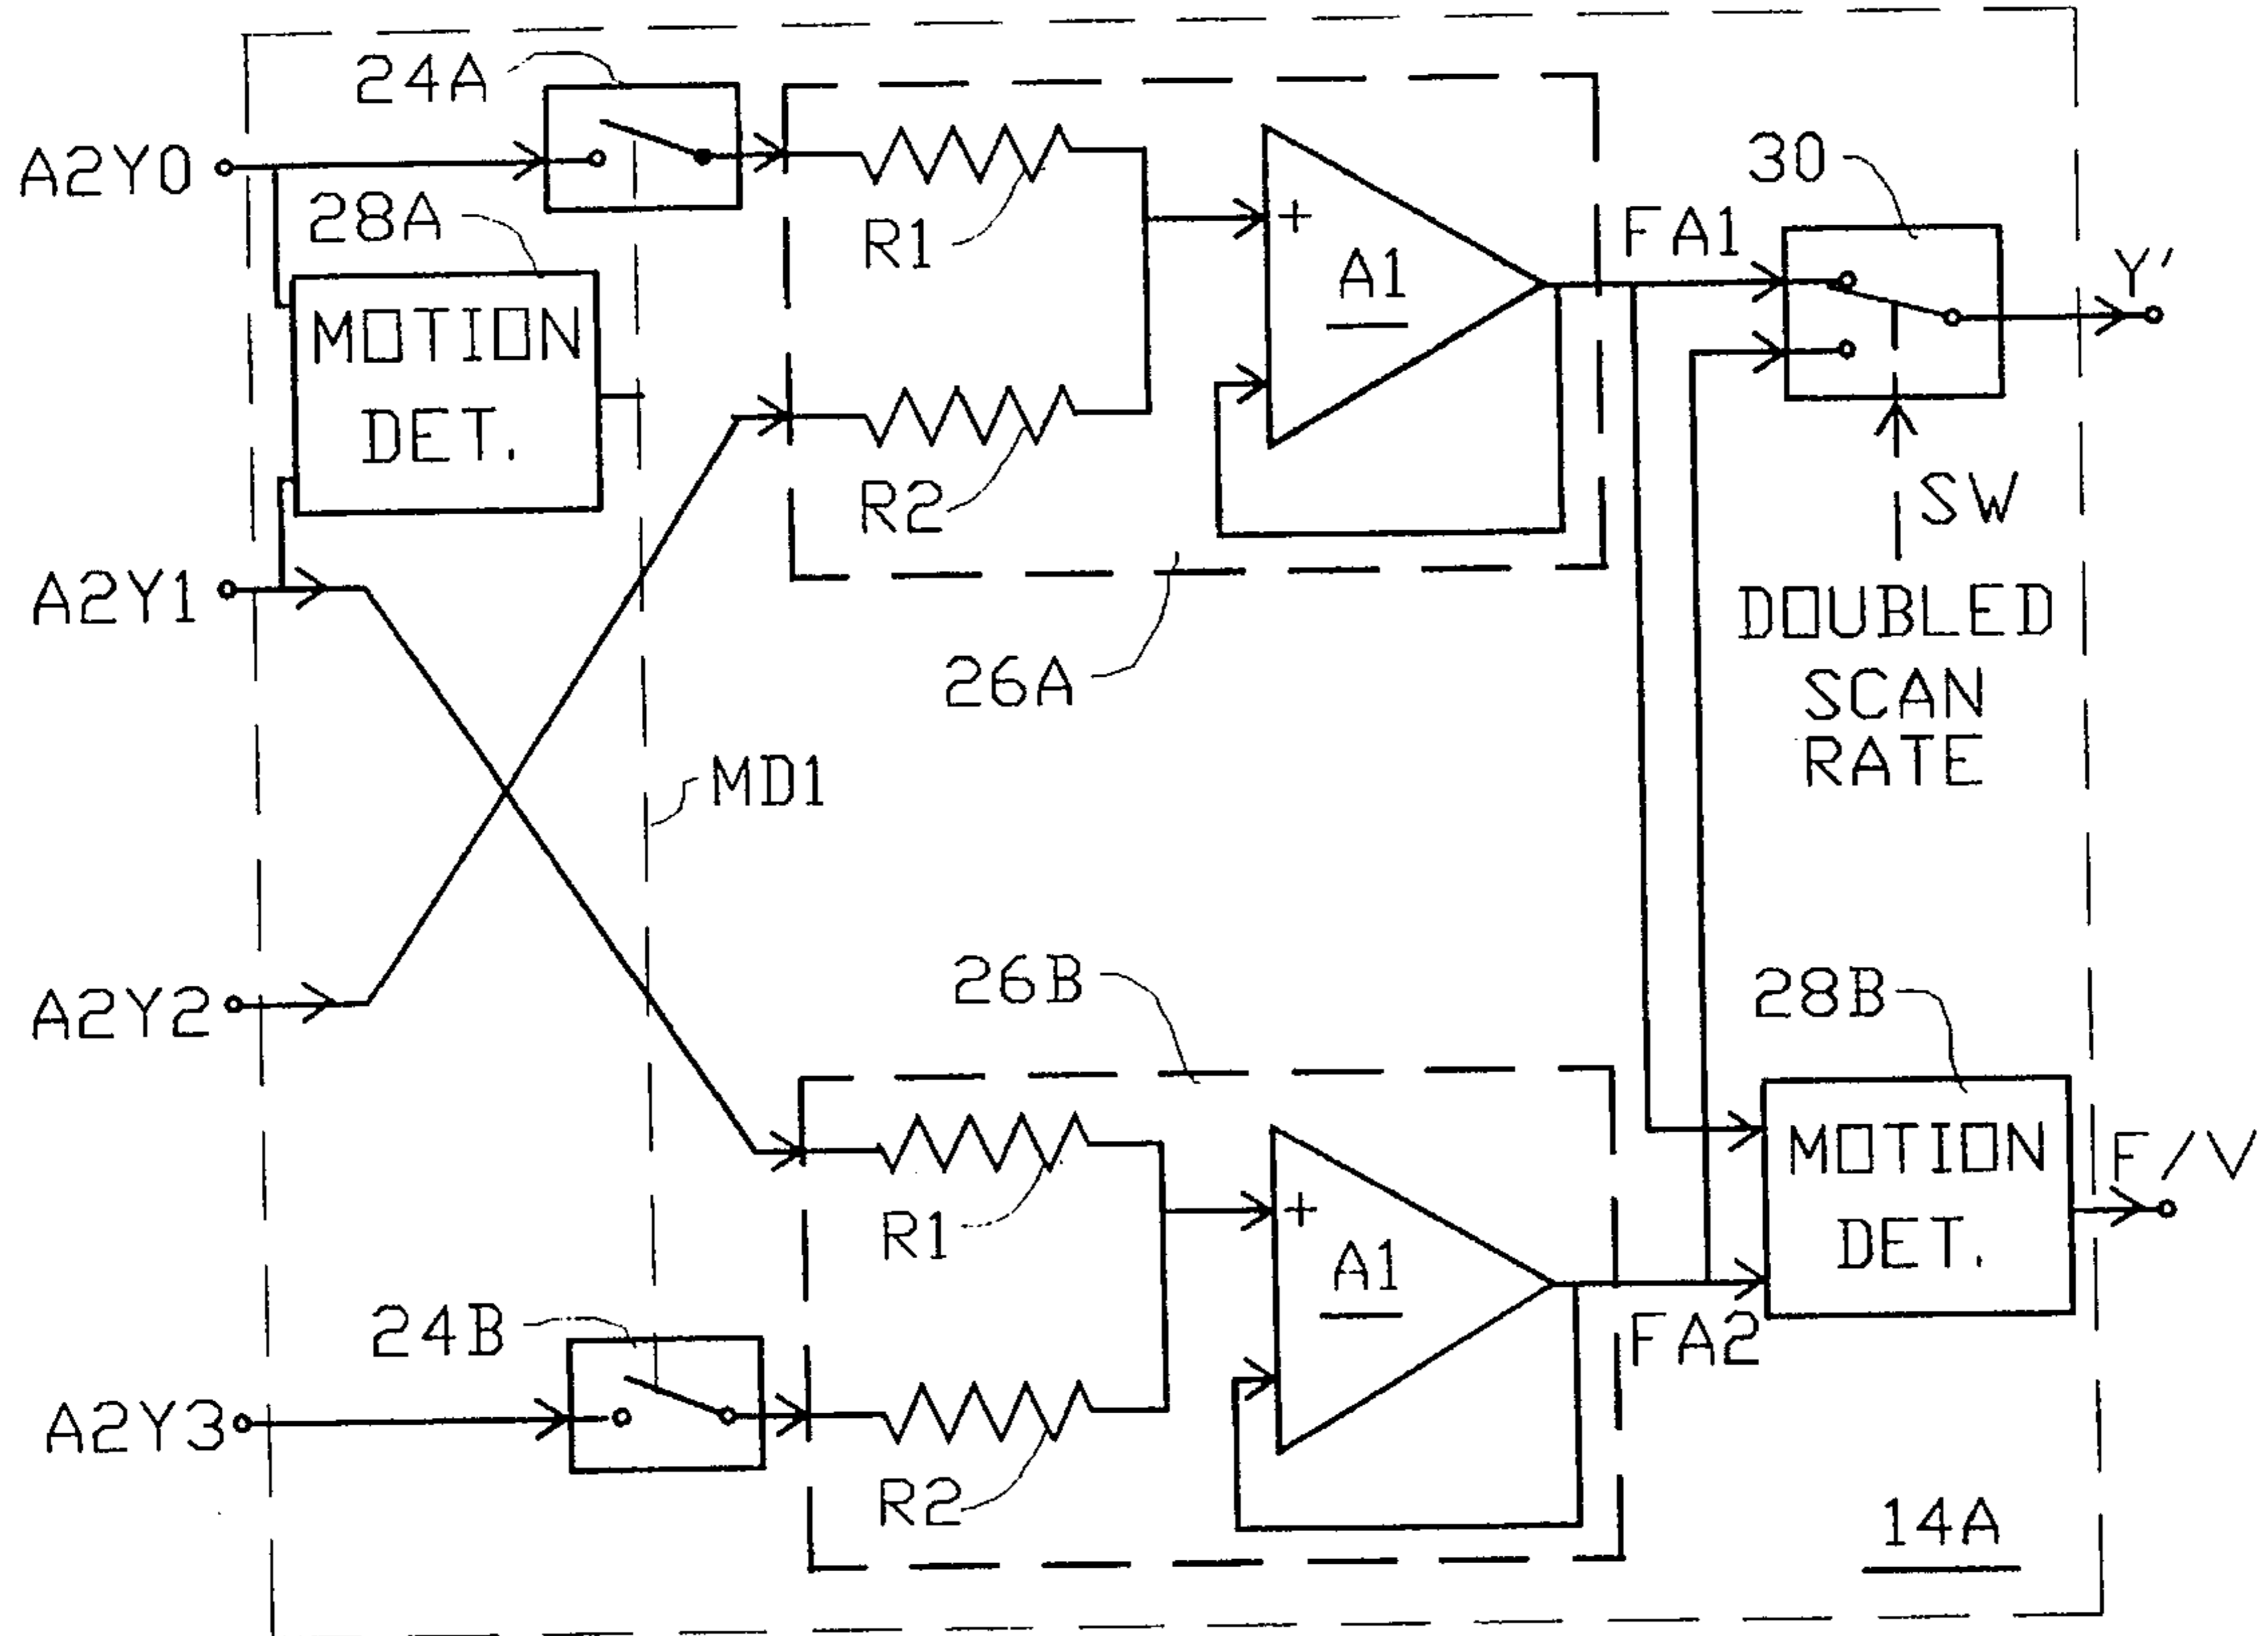 24A
A2Y0
28A
R1
+
A1
FA1
30
Y'
MOTION
DET.
R2
SW
A2Y1
DOUBLED
SCAN
RATE
26A
MD1
A2Y2
26B
28B
MOTION
DET.
F/V
R1
+
A1
FA2
24B
A2Y3
R2
14A